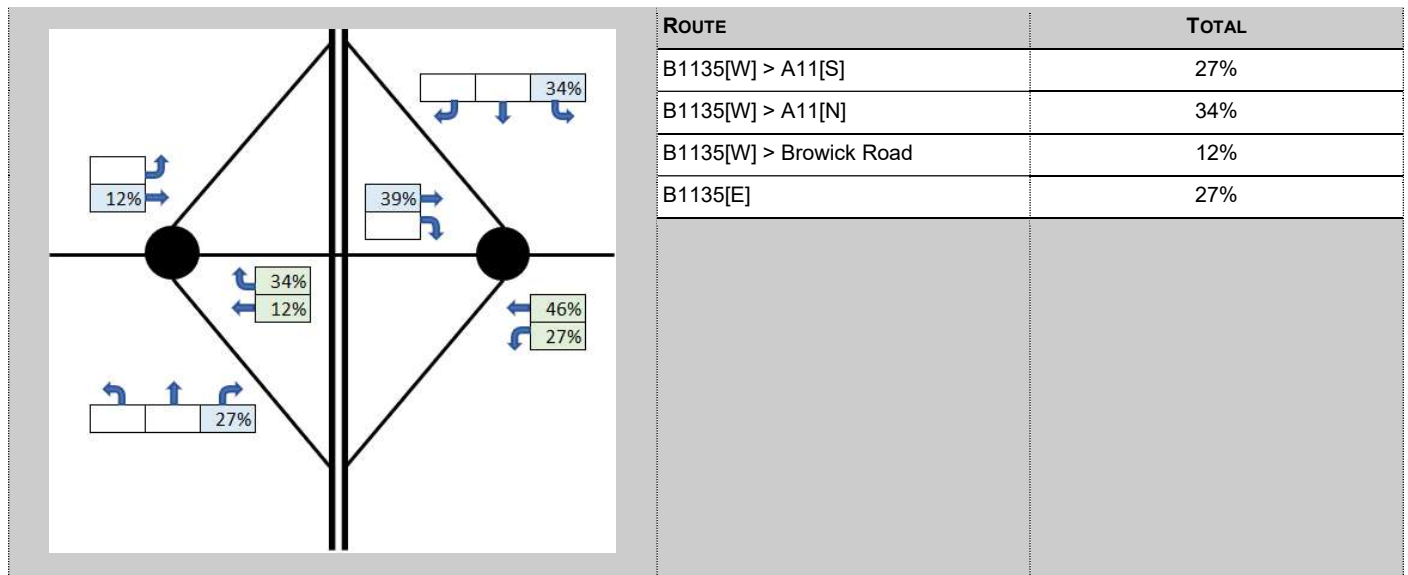 34%
12%
39%
34%
12%
46%
27%
27%
ROUTE TOTAL
B1135[W] > A11[S] 27%
B1135[W] > A11[N] 34%
B1135[W] > Browick Road 12%
B1135[E] 27%